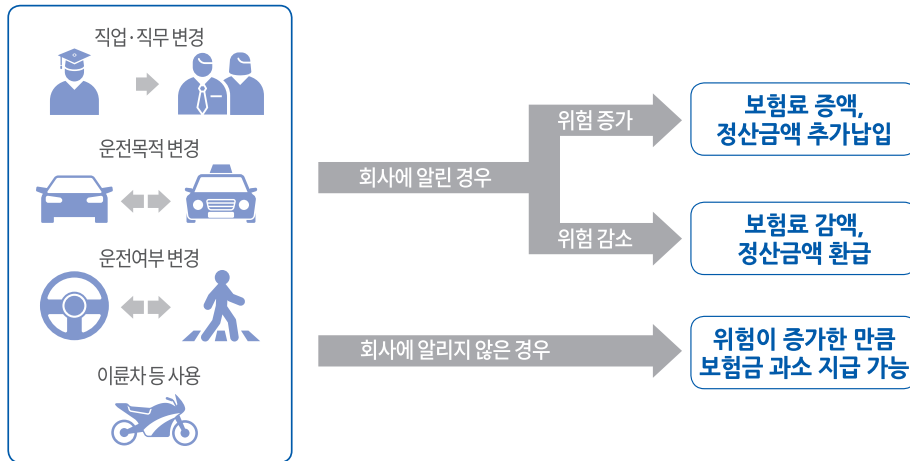 직업·직무 변경
운전목적 변경
운전여부 변경
이륜차 등 사용
회사에 알린 경우
위험 증가
보험료 증액,
정산금액 추가납입
위험 감소
보험료 감액,
정산금액 환급
회사에 알리지 않은 경우
위험이 증가한 만큼
보험금 과소 지급 가능